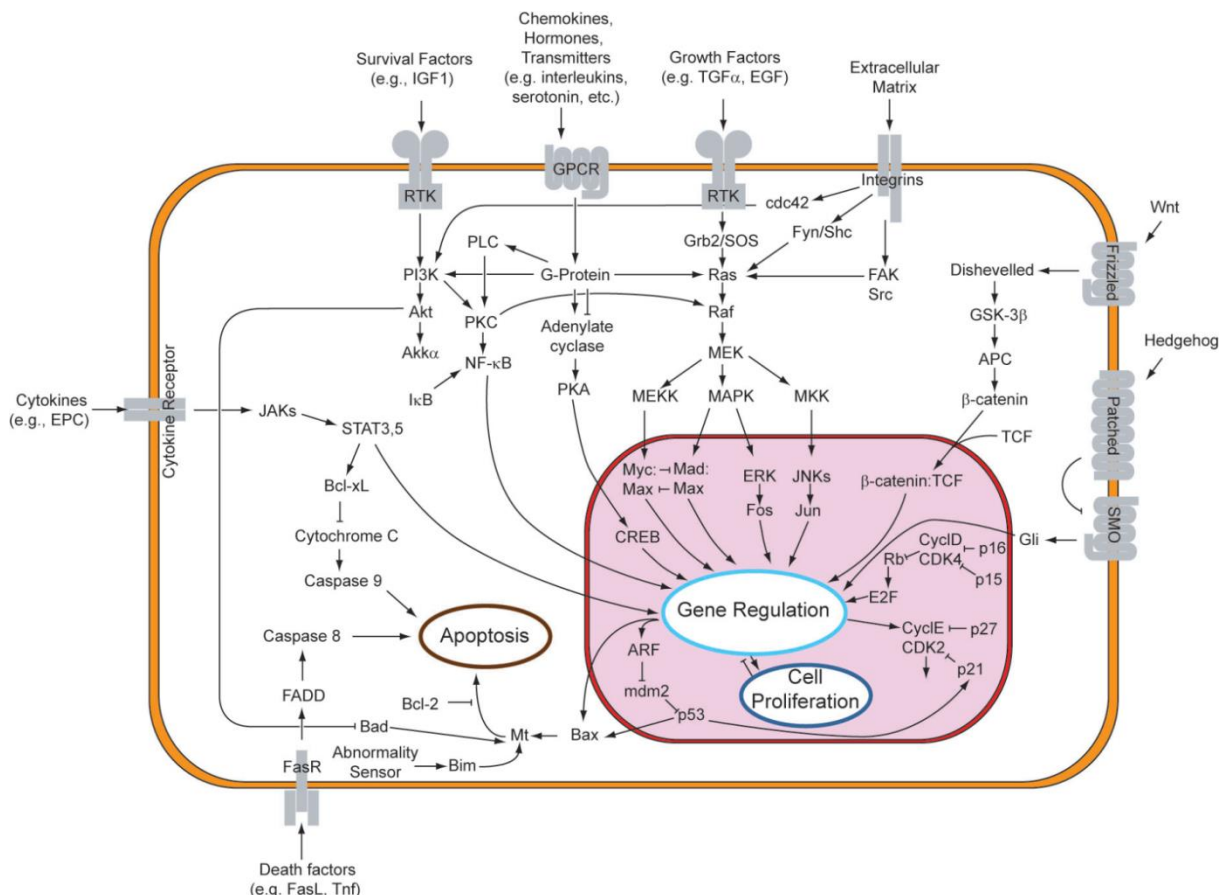 Chemokines,
Hormones,
Transmitters
(e.g. interleukins,
serotonin, etc.)
Survival Factors
(e.g., IGF1)
Growth Factors
(e.g. TGFα, EGF)
Extracellular
Matrix
RTK
GPCR
RTK
Integrins
cdc42
Wnt
Fyn/Shc
Grb2/SOS
PLC
Frizzled
PI3K
G-Protein
Ras
FAK
Src
Dishevelled
Akt
PKC
Adenylate
cyclase
Raf
GSK-3β
Hedgehog
Akkα
NF-κB
MEK
APC
PKA
IκB
MEKK
MAPK
MKK
β-catenin
Cytokines
(e.g., EPC)
Cytokine Receptor
JAKs
STAT3,5
TCF
Patched
Myc:
Max
Mad:
Max
ERK
Fos
JNKs
Jun
β-catenin:TCF
Bcl-xL
Cytochrome C
CREB
Gli
SMO
CyclD
CDK4
p16
p15
Rb
E2F
Caspase 9
Gene Regulation
Caspase 8
Apoptosis
ARF
CyclE
CDK2
p27
p21
FADD
Bcl-2
mdm2
Cell
Proliferation
p53
Bad
Mt
Bax
FasR
Abnormality
Sensor
Bim
Death factors
(e.g. FasL, Tnf)